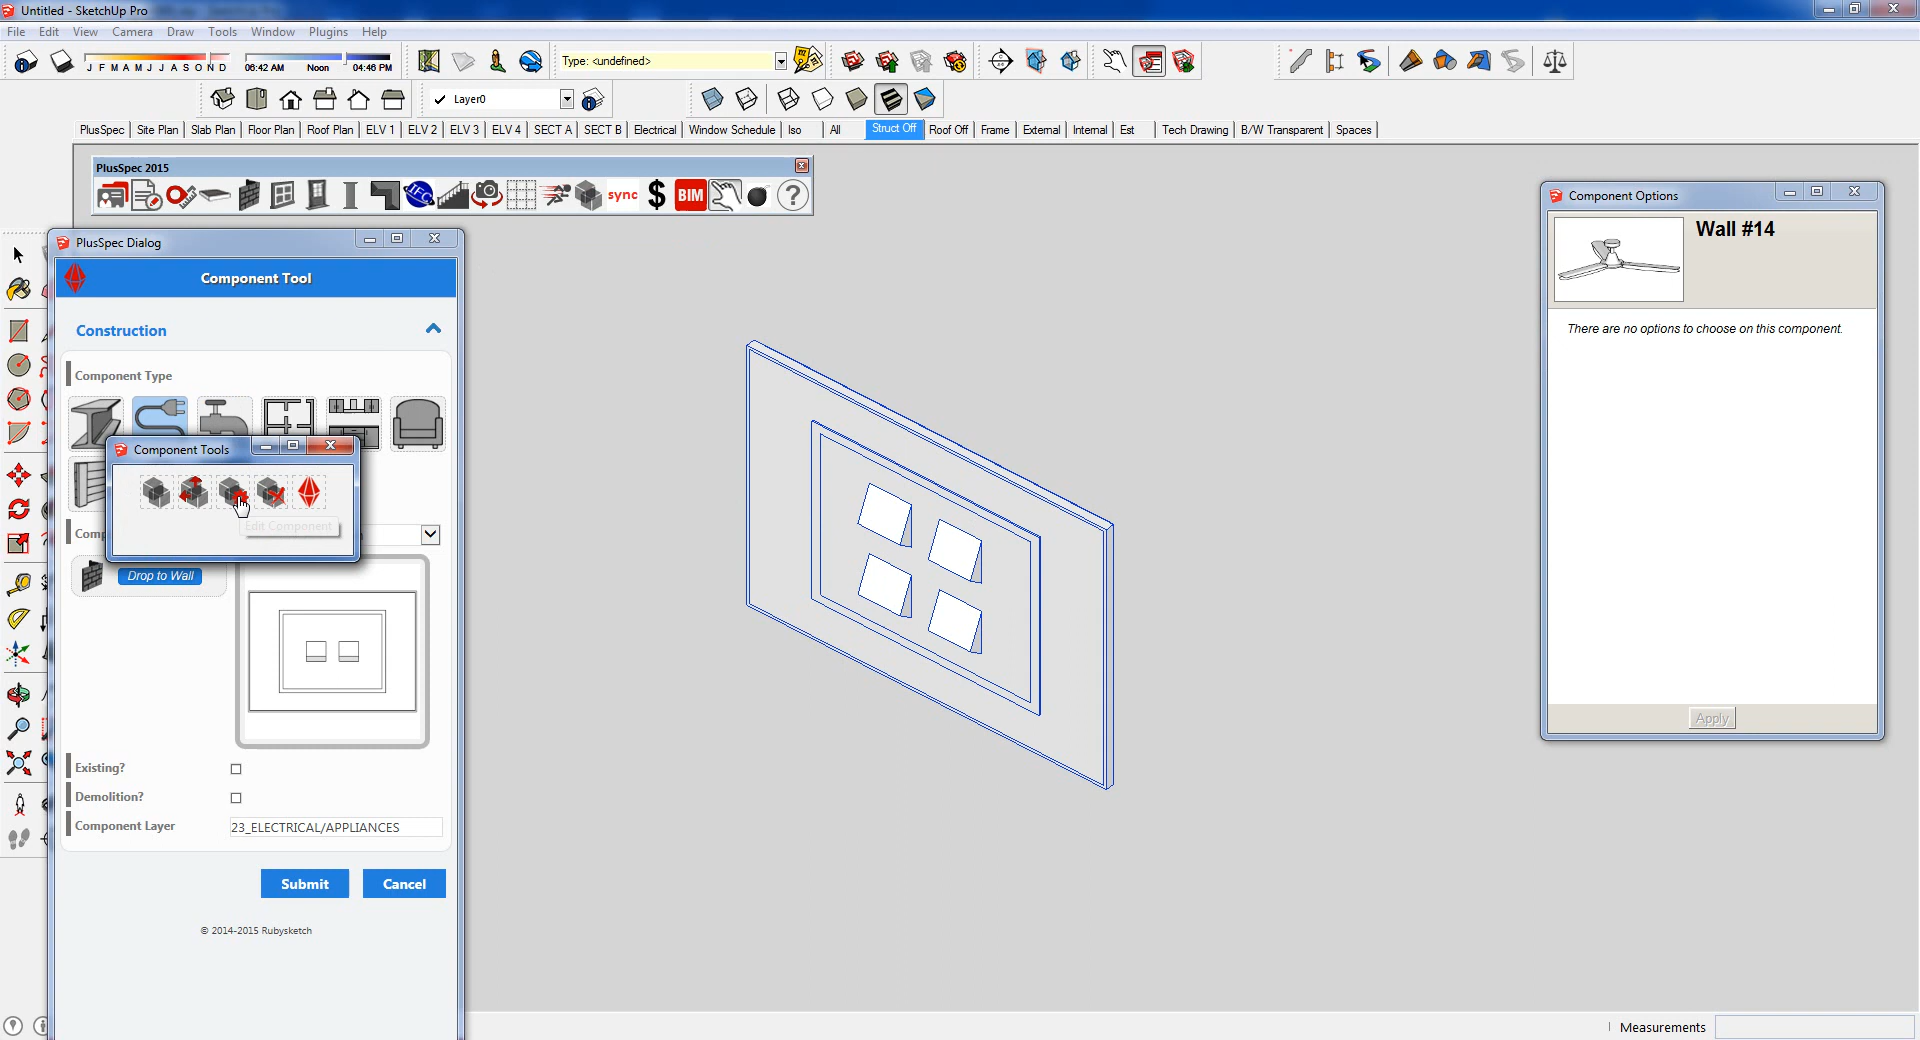 Untitled - SketchUp Pro
File Edit View Camera Draw Tools Window Plugins Help
J F M A M J J A S O N D
06:42 AM Noon 04:46 PM
Type: <undefined>
Layer0
PlusSpec Site Plan Slab Plan Floor Plan Roof Plan ELV 1 ELV 2 ELV 3 ELV 4 SECT A SECT B Electrical Window Schedule Iso All Struct Off Roof Off Frame External Internal Est Tech Drawing B/W Transparent Spaces
PlusSpec 2015
IFC sync $ BIM ?
PlusSpec Dialog
Component Tool
Construction
Component Type
Component Tools
Edit Component
Comp
Drop to Wall
Existing?
Demolition?
Component Layer 23_ELECTRICAL/APPLIANCES
Submit Cancel
© 2014-2015 Rubysketch
Component Options
Wall #14
There are no options to choose on this component.
Apply
Measurements